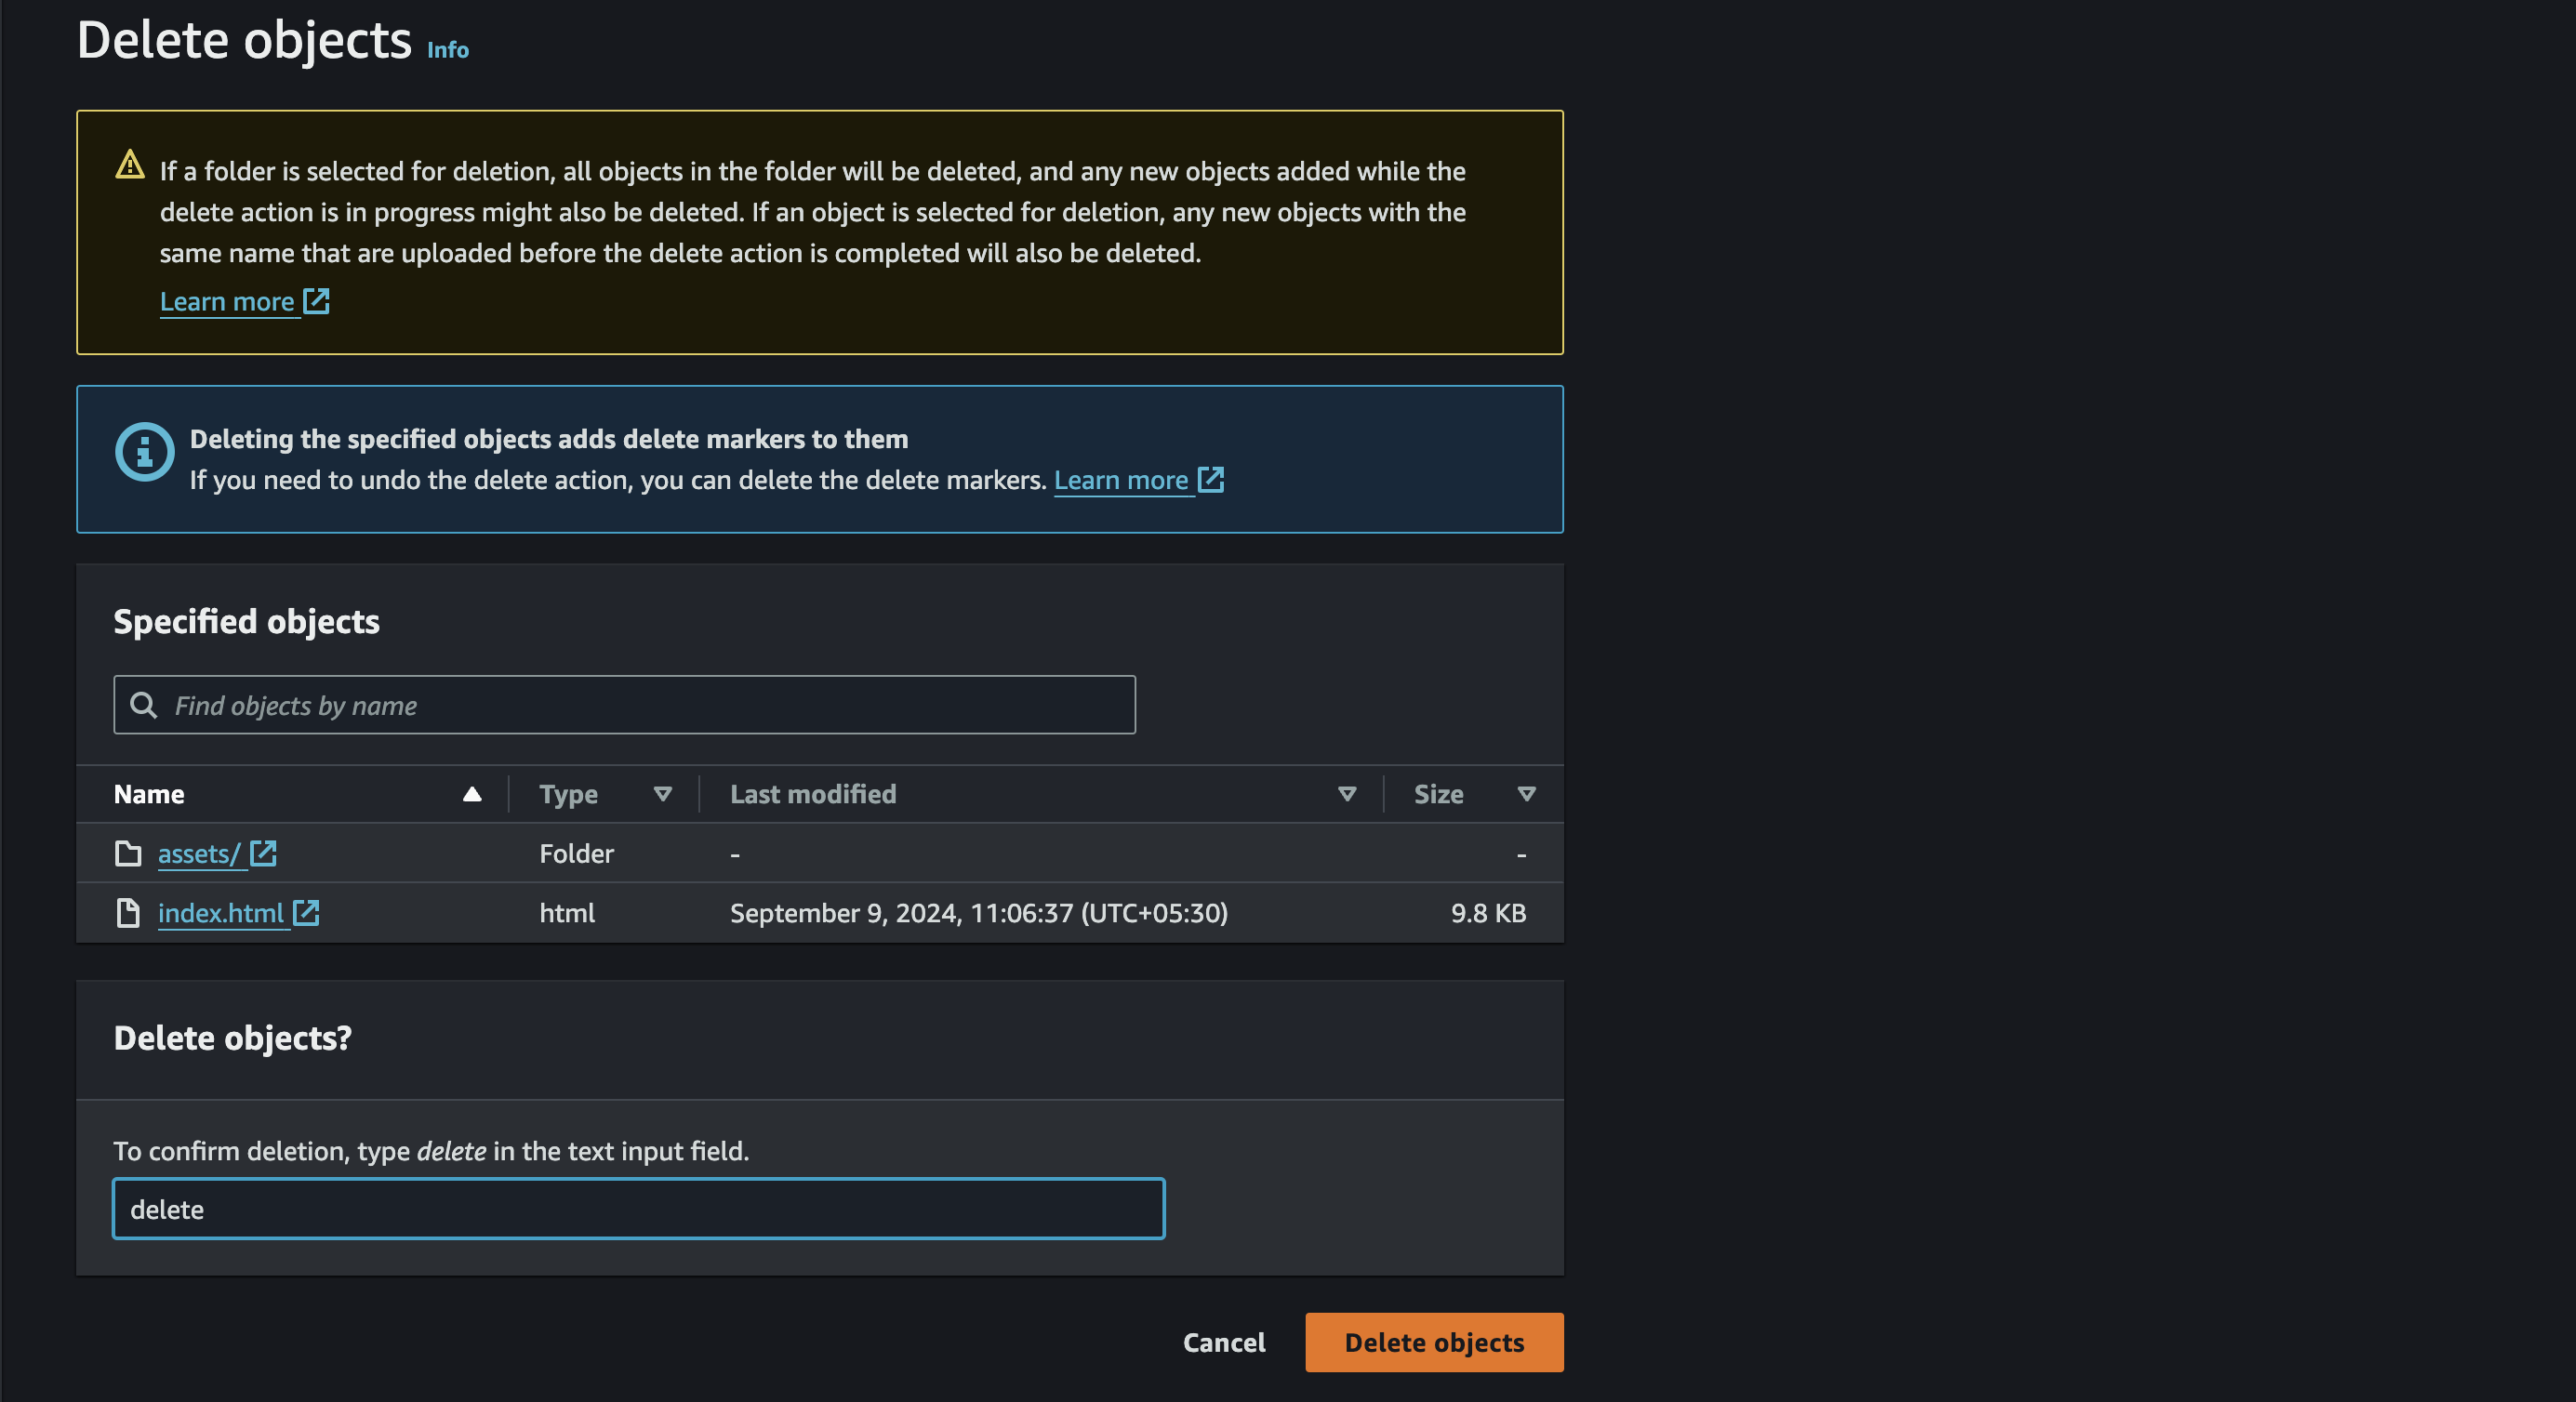 Delete objects Info
If a folder is selected for deletion, all objects in the folder will be deleted, and any new objects added while the
delete action is in progress might also be deleted. If an object is selected for deletion, any new objects with the
same name that are uploaded before the delete action is completed will also be deleted.
Learn more
Deleting the specified objects adds delete markers to them
If you need to undo the delete action, you can delete the delete markers. Learn more
Specified objects
Find objects by name
Name Type Last modified Size
assets/ Folder - -
index.html html September 9, 2024, 11:06:37 (UTC+05:30) 9.8 KB
Delete objects?
To confirm deletion, type delete in the text input field.
delete
Cancel Delete objects